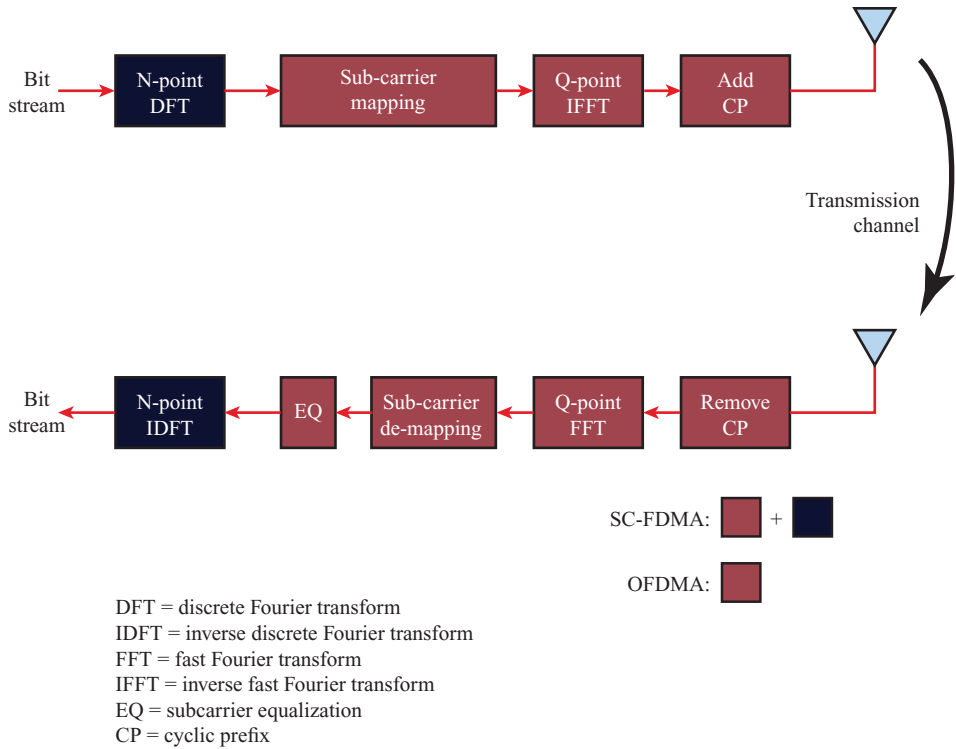 Bit
stream
N-point
DFT
Sub-carrier
mapping
Q-point
IFFT
Add
CP
Transmission
channel
Bit
stream
N-point
IDFT
EQ
Sub-carrier
de-mapping
Q-point
FFT
Remove
CP
SC-FDMA: +
OFDMA:
DFT = discrete Fourier transform
IDFT = inverse discrete Fourier transform
FFT = fast Fourier transform
IFFT = inverse fast Fourier transform
EQ = subcarrier equalization
CP = cyclic prefix